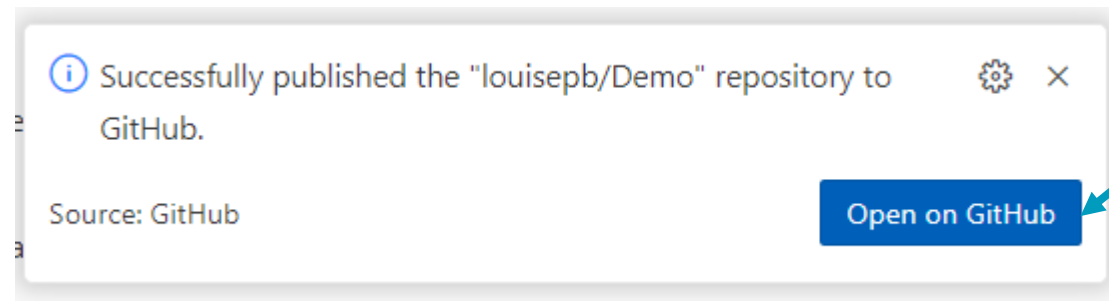 Successfully published the "louisepb/Demo" repository to
GitHub.
Source: GitHub
Open on GitHub